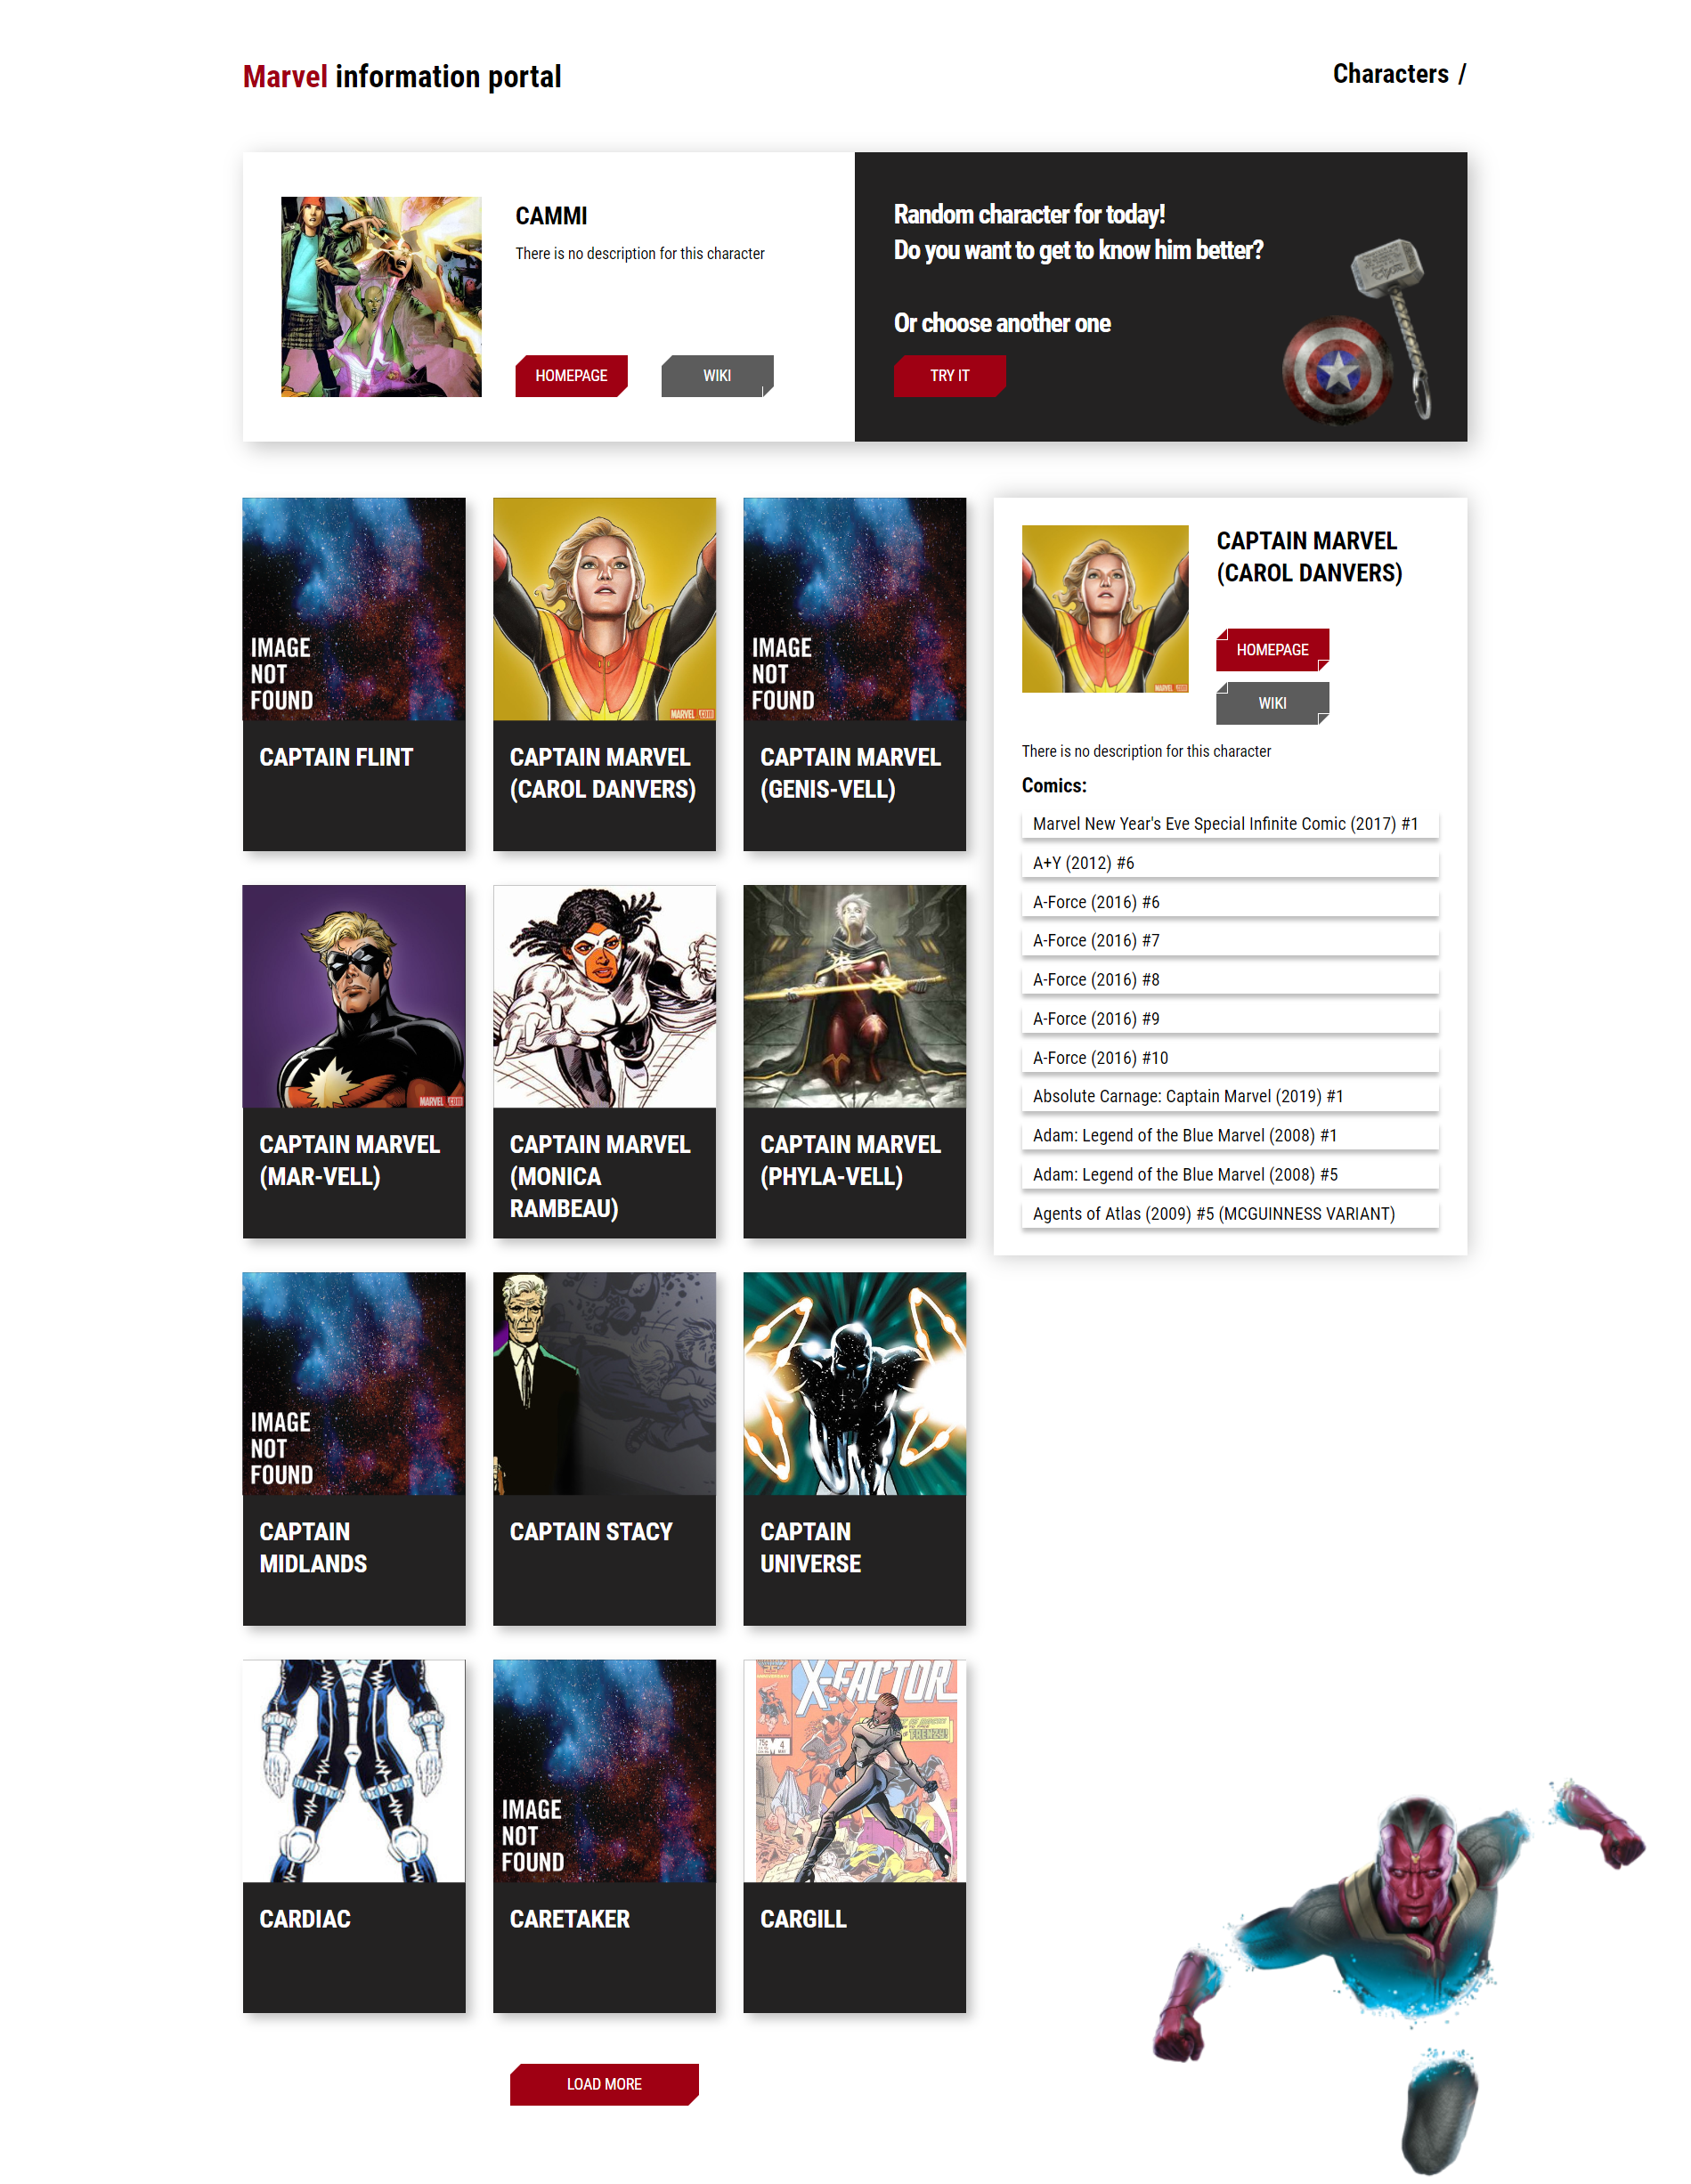 Marvel information portal
Characters /
CAMMI
There is no description for this character
HOMEPAGE
WIKI
Random character for today!
Do you want to get to know him better?
Or choose another one
TRY IT
IMAGE
NOT
FOUND
CAPTAIN FLINT
MARVEL.COM
CAPTAIN MARVEL
(CAROL DANVERS)
IMAGE
NOT
FOUND
CAPTAIN MARVEL
(GENIS-VELL)
MARVEL.COM
CAPTAIN MARVEL
(MAR-VELL)
CAPTAIN MARVEL
(MONICA
RAMBEAU)
CAPTAIN MARVEL
(PHYLA-VELL)
IMAGE
NOT
FOUND
CAPTAIN
MIDLANDS
CAPTAIN STACY
CAPTAIN
UNIVERSE
CARDIAC
IMAGE
NOT
FOUND
CARETAKER
X-FACTOR
75¢
4
FRENZY!
CARGILL
LOAD MORE
CAPTAIN MARVEL
(CAROL DANVERS)
HOMEPAGE
WIKI
There is no description for this character
Comics:
Marvel New Year's Eve Special Infinite Comic (2017) #1
A+Y (2012) #6
A-Force (2016) #6
A-Force (2016) #7
A-Force (2016) #8
A-Force (2016) #9
A-Force (2016) #10
Absolute Carnage: Captain Marvel (2019) #1
Adam: Legend of the Blue Marvel (2008) #1
Adam: Legend of the Blue Marvel (2008) #5
Agents of Atlas (2009) #5 (MCGUINNESS VARIANT)